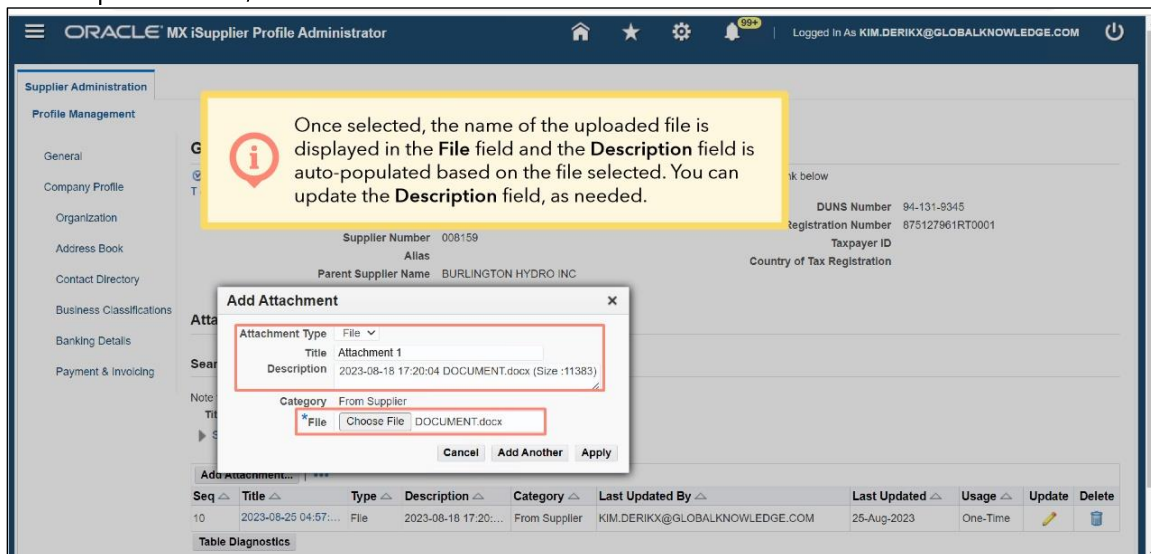 ORACLE MX iSupplier Profile Administrator
99+
Logged In As KIM.DERIKX@GLOBALKNOWLEDGE.COM
Supplier Administration
Profile Management
General
Company Profile
Organization
Address Book
Contact Directory
Business Classifications
Banking Details
Payment & Invoicing
i
Once selected, the name of the uploaded file is
displayed in the File field and the Description field is
auto-populated based on the file selected. You can
update the Description field, as needed.
G
nk below
DUNS Number 94-131-9345
Registration Number 875127961RT0001
Supplier Number 008159
Taxpayer ID
Alias
Country of Tax Registration
Parent Supplier Name BURLINGTON HYDRO INC
Atta
Sear
Note
Tit
S
Add Attachment
Attachment Type File
Title Attachment 1
Description 2023-08-18 17:20:04 DOCUMENT.docx (Size :11383)
Category From Supplier
*File Choose File DOCUMENT.docx
Cancel Add Another Apply
Add Attachment...
Seq Title Type Description Category Last Updated By Last Updated Usage Update Delete
10 2023-08-25 04:57:... File 2023-08-18 17:20:... From Supplier KIM.DERIKX@GLOBALKNOWLEDGE.COM 25-Aug-2023 One-Time
Table Diagnostics